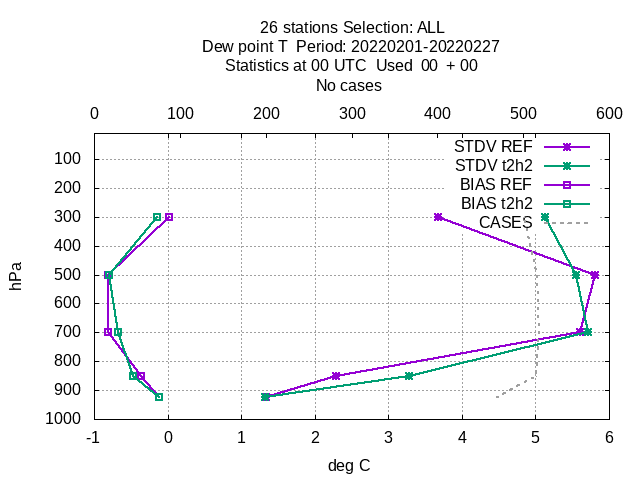 26 stations Selection: ALL
Dew point T  Period: 20220201-20220227
Statistics at 00 UTC  Used  00  + 00
No cases
0 100 200 300 400 500 600
STDV REF
STDV t2h2
BIAS REF
BIAS t2h2
CASES
hPa
100
200
300
400
500
600
700
800
900
1000
-1 0 1 2 3 4 5 6
deg C